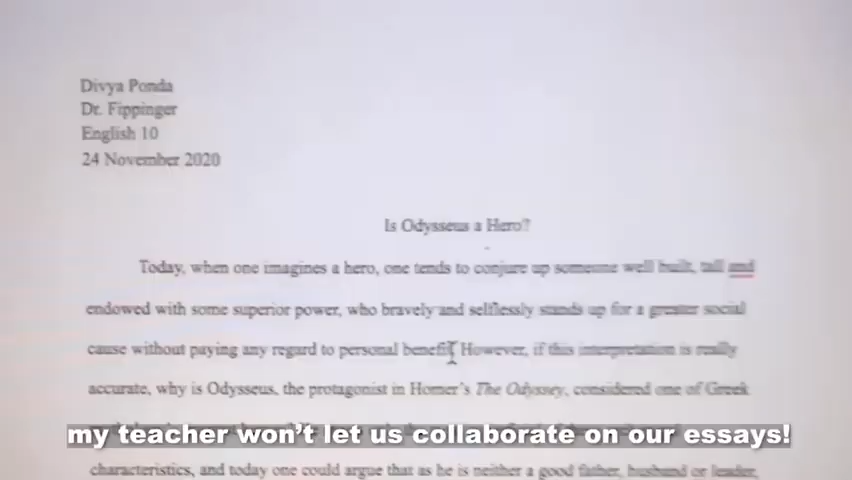 Divya Ponda
Dr. Fippinger
English 10
24 November 2020
Is Odysseus a Hero?
Today, when one imagines a hero, one tends to conjure up someone well built, tall and
endowed with some superior power, who bravely and selflessly stands up for a greater social
cause without paying any regard to personal benefit. However, if this interpretation is really
accurate, why is Odysseus, the protagonist in Homer's The Odyssey, considered one of Greek
my teacher won't let us collaborate on our essays!
characteristics, and today one could argue that as he is neither a good father, husband or leader,